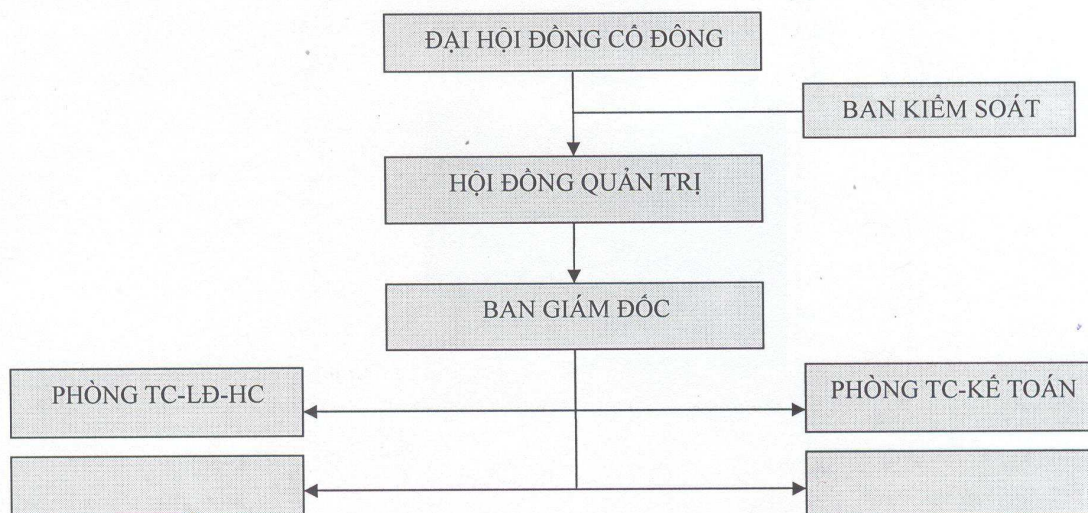 ĐẠI HỘI ĐỒNG CỔ ĐÔNG
BAN KIỂM SOÁT
HỘI ĐỒNG QUẢN TRỊ
BAN GIÁM ĐỐC
PHÒNG TC-LĐ-HC
PHÒNG TC-KẾ TOÁN